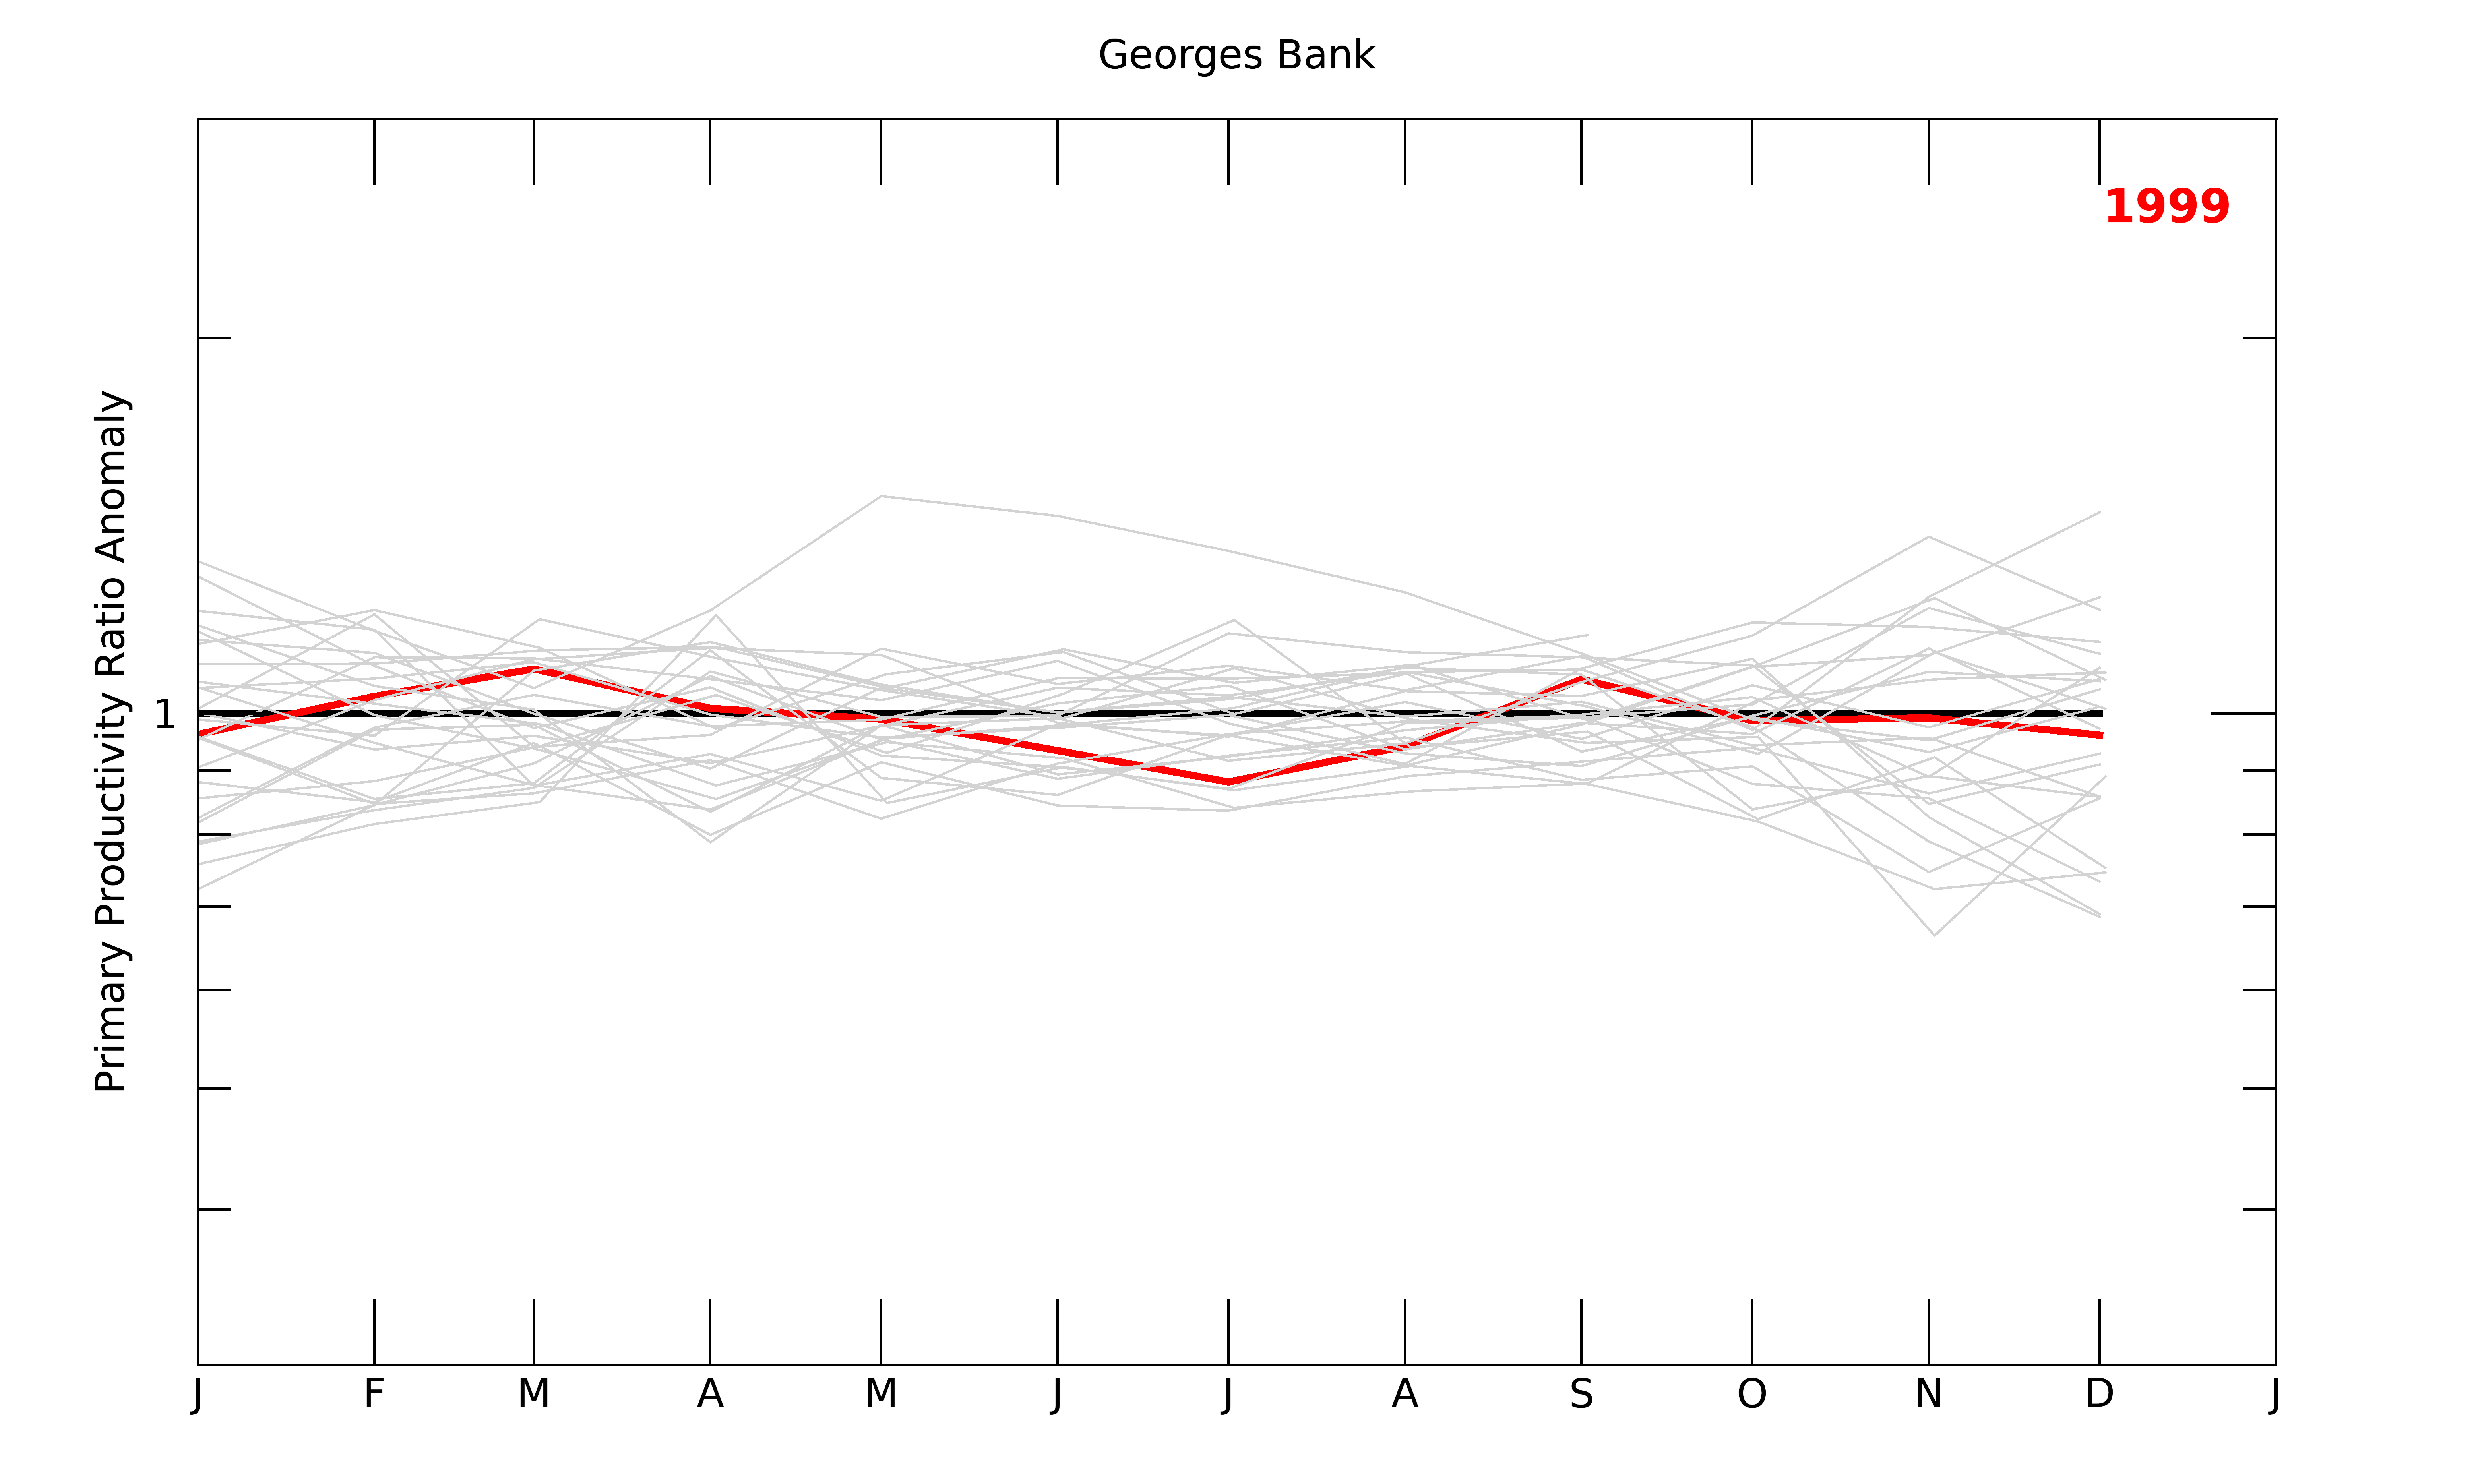 Georges Bank
1999
Primary Productivity Ratio Anomaly
1
J F M A M J J A S O N D J